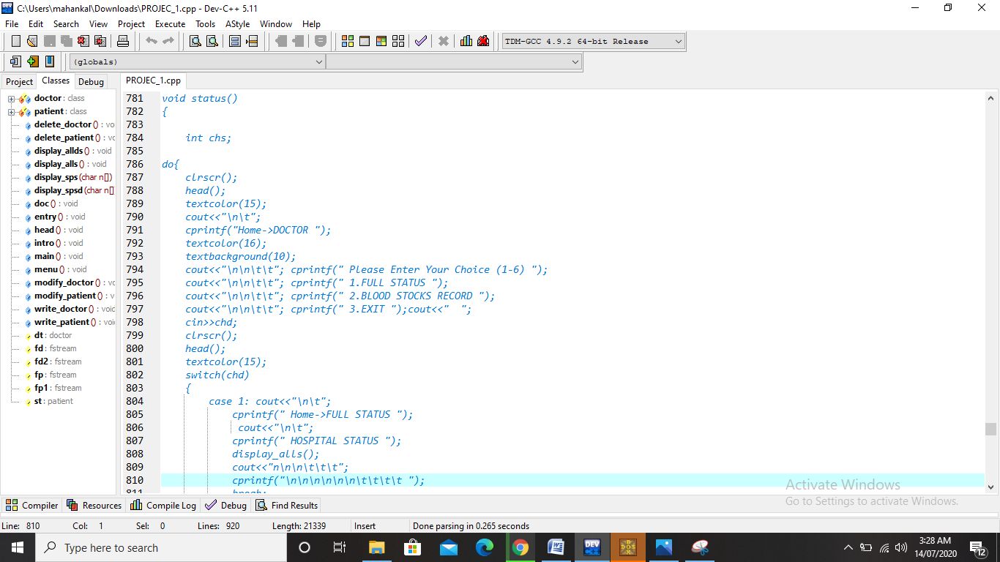 C:\Users\mahankal\Downloads\PROJEC_1.cpp - Dev-C++ 5.11
File Edit Search View Project Execute Tools AStyle Window Help
TDM-GCC 4.9.2 64-bit Release
(globals)
Project Classes Debug
PROJEC_1.cpp
doctor : class
patient : class
delete_doctor () : vo
delete_patient () : vo
display_allds () : void
display_alls () : void
display_sps (char n[])
display_spsd (char n[]
doc () : void
entry () : void
head () : void
intro () : void
main () : void
menu () : void
modify_doctor () : vo
modify_patient () : v
write_doctor () : void
write_patient () : voi
dt : doctor
fd : fstream
fd2 : fstream
fp : fstream
fp1 : fstream
st : patient
781 void status()
782 {
783
784 int chs;
785
786 do{
787 clrscr();
788 head();
789 textcolor(15);
790 cout<<"\n\t";
791 cprintf("Home->DOCTOR ");
792 textcolor(16);
793 textbackground(10);
794 cout<<"\n\n\t\t"; cprintf(" Please Enter Your Choice (1-6) ");
795 cout<<"\n\n\t\t"; cprintf(" 1.FULL STATUS ");
796 cout<<"\n\n\t\t"; cprintf(" 2.BLOOD STOCKS RECORD ");
797 cout<<"\n\n\t\t"; cprintf(" 3.EXIT ");cout<<"  ";
798 cin>>chd;
799 clrscr();
800 head();
801 textcolor(15);
802 switch(chd)
803 {
804 case 1: cout<<"\n\t";
805 cprintf(" Home->FULL STATUS ");
806 cout<<"\n\t";
807 cprintf(" HOSPITAL STATUS ");
808 display_alls();
809 cout<<"n\n\n\t\t\t";
810 cprintf("\n\n\n\n\n\n\t\t\t\t ");
811 break;
Activate Windows
Go to Settings to activate Windows.
Compiler Resources Compile Log Debug Find Results
Line: 810 Col: 1 Sel: 0 Lines: 920 Length: 21339 Insert Done parsing in 0.265 seconds
Type here to search
DEV
DOS
3:28 AM
14/07/2020
12